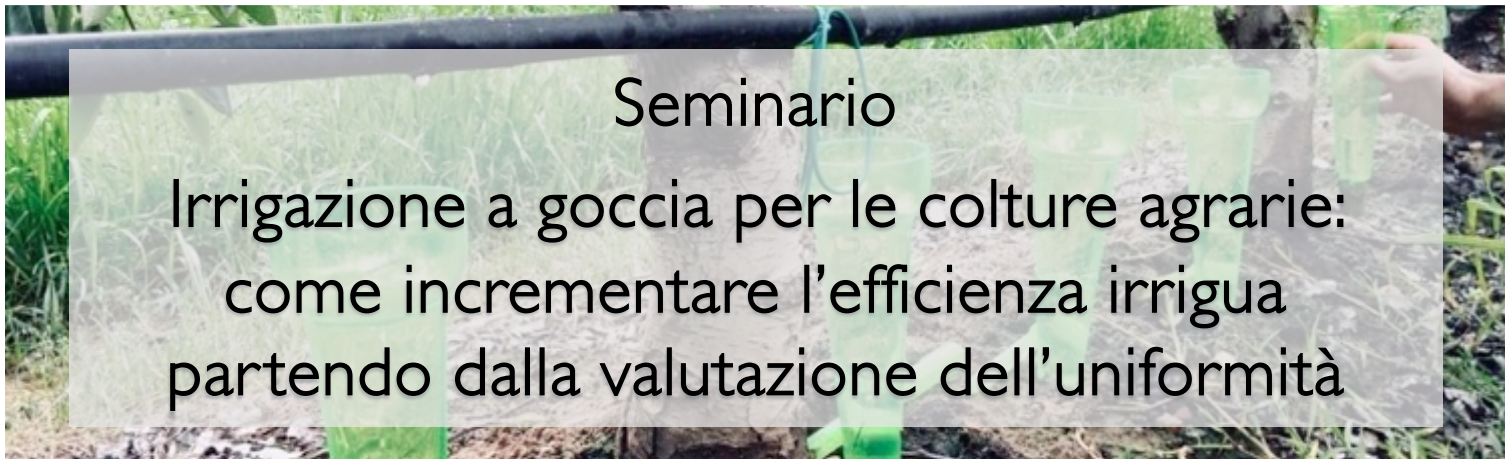 Seminario
Irrigazione a goccia per le colture agrarie:
come incrementare l’efficienza irrigua
partendo dalla valutazione dell’uniformità